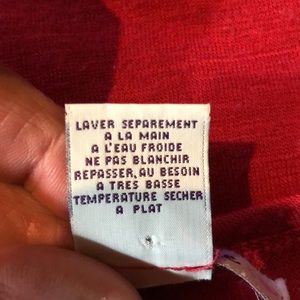 LAVER SEPAREMENT
A LA MAIN
A L'EAU FROIDE
NE PAS BLANCHIR
REPASSER, AU BESOIN
A TRES BASSE
TEMPERATURE SECHER
A PLAT